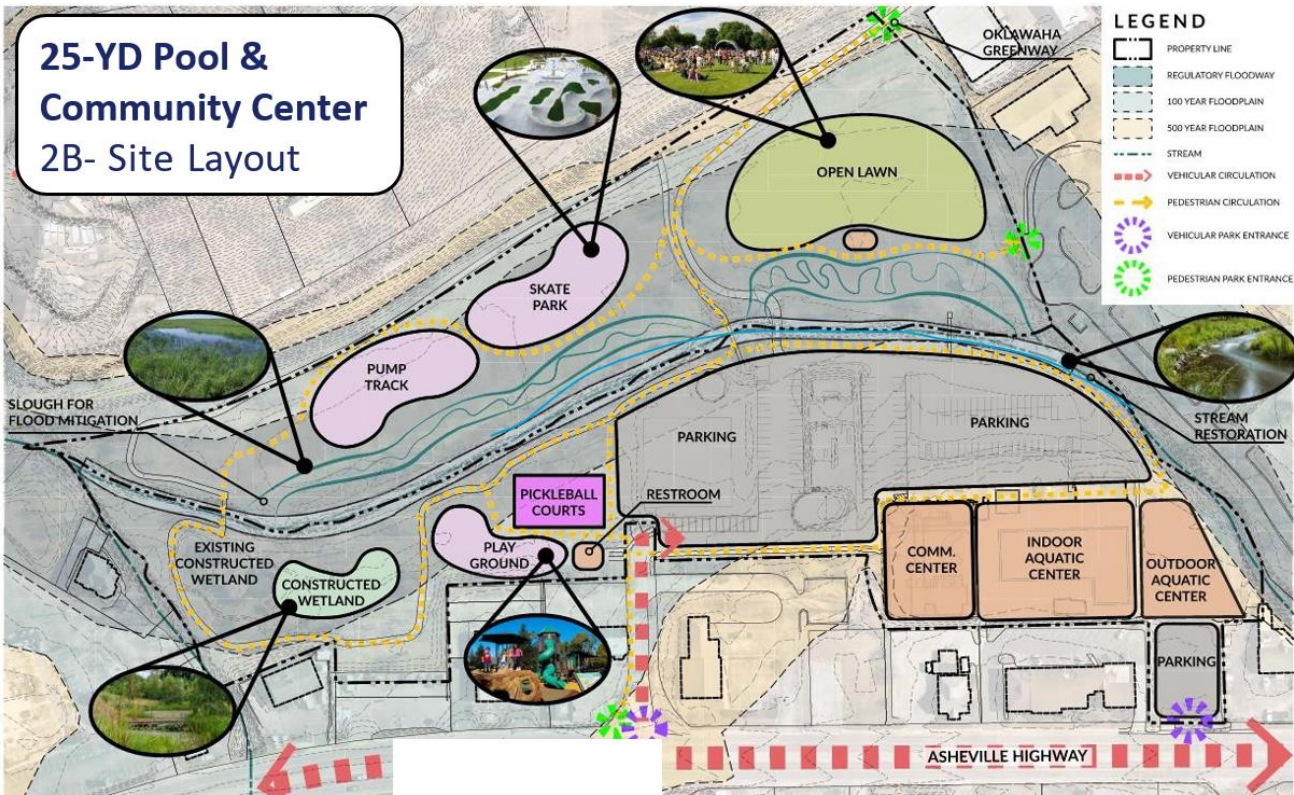 25-YD Pool &
Community Center
2B- Site Layout
OKLAWAHA
GREENWAY
LEGEND
PROPERTY LINE
REGULATORY FLOODWAY
100 YEAR FLOODPLAIN
500 YEAR FLOODPLAIN
STREAM
VEHICULAR CIRCULATION
PEDESTRIAN CIRCULATION
VEHICULAR PARK ENTRANCE
PEDESTRIAN PARK ENTRANCE
OPEN LAWN
SKATE
PARK
PUMP
TRACK
SLOUGH FOR
FLOOD MITIGATION
PARKING
PARKING
STREAM
RESTORATION
PICKLEBALL
COURTS
RESTROOM
EXISTING
CONSTRUCTED
WETLAND
CONSTRUCTED
WETLAND
PLAY
GROUND
COMM.
CENTER
INDOOR
AQUATIC
CENTER
OUTDOOR
AQUATIC
CENTER
PARKING
ASHEVILLE HIGHWAY